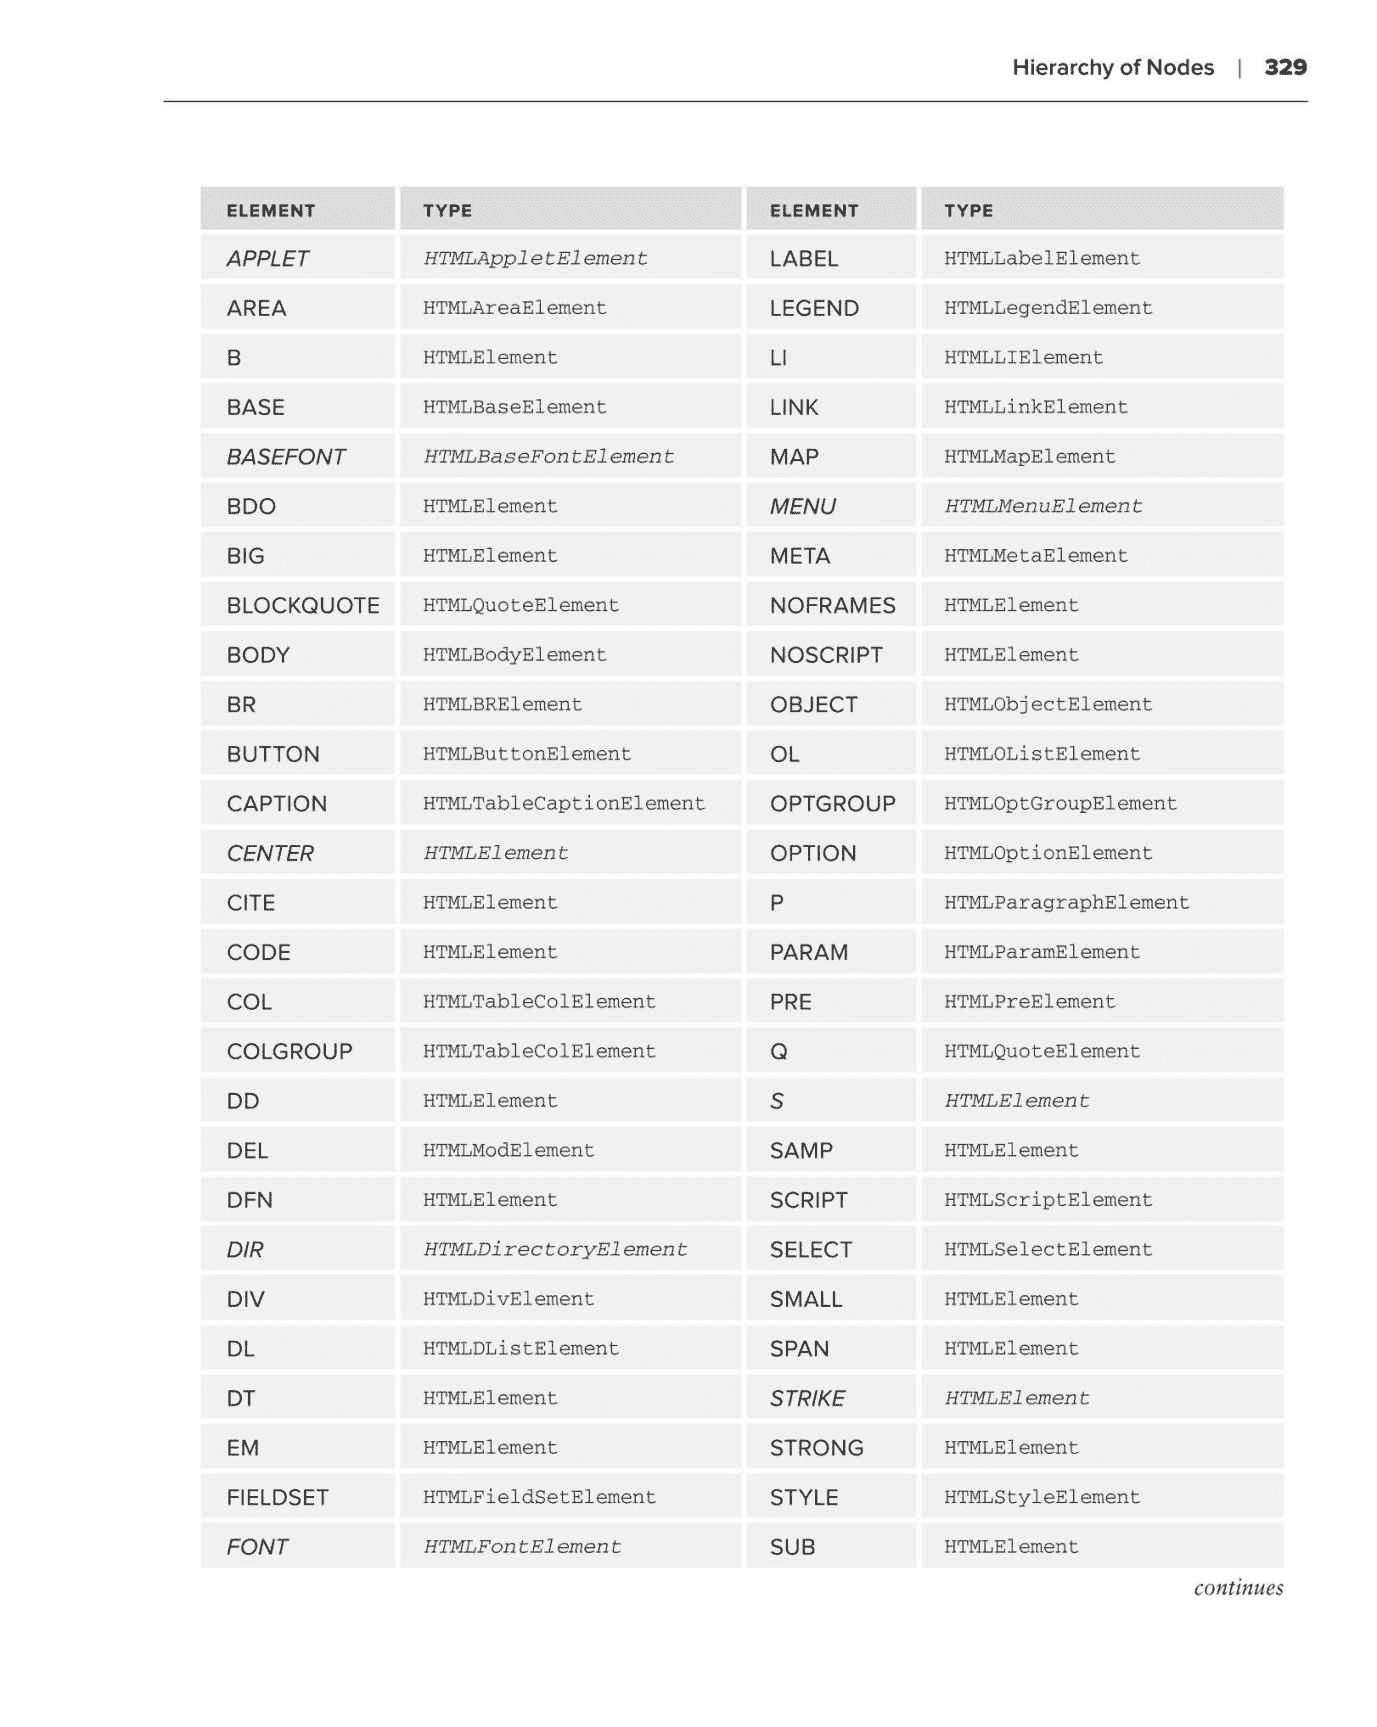 Hierarchy of Nodes | 329
ELEMENT TYPE ELEMENT TYPE
APPLET HTMLAppletElement LABEL HTMLLabelElement
AREA HTMLAreaElement LEGEND HTMLLegendElement
B HTMLElement LI HTMLLIElement
BASE HTMLBaseElement LINK HTMLLinkElement
BASEFONT HTMLBaseFontElement MAP HTMLMapElement
BDO HTMLElement MENU HTMLMenuElement
BIG HTMLElement META HTMLMetaElement
BLOCKQUOTE HTMLQuoteElement NOFRAMES HTMLElement
BODY HTMLBodyElement NOSCRIPT HTMLElement
BR HTMLBRElement OBJECT HTMLObjectElement
BUTTON HTMLButtonElement OL HTMLOListElement
CAPTION HTMLTableCaptionElement OPTGROUP HTMLOptGroupElement
CENTER HTMLElement OPTION HTMLOptionElement
CITE HTMLElement P HTMLParagraphElement
CODE HTMLElement PARAM HTMLParamElement
COL HTMLTableColElement PRE HTMLPreElement
COLGROUP HTMLTableColElement Q HTMLQuoteElement
DD HTMLElement S HTMLElement
DEL HTMLModElement SAMP HTMLElement
DFN HTMLElement SCRIPT HTMLScriptElement
DIR HTMLDirectoryElement SELECT HTMLSelectElement
DIV HTMLDivElement SMALL HTMLElement
DL HTMLDListElement SPAN HTMLElement
DT HTMLElement STRIKE HTMLElement
EM HTMLElement STRONG HTMLElement
FIELDSET HTMLFieldSetElement STYLE HTMLStyleElement
FONT HTMLFontElement SUB HTMLElement
continues